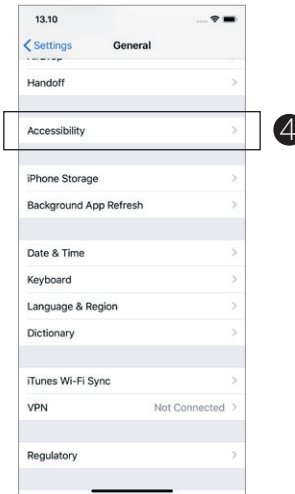 13.10
Settings General
Handoff
Accessibility
4
iPhone Storage
Background App Refresh
Date & Time
Keyboard
Language & Region
Dictionary
iTunes Wi-Fi Sync
VPN Not Connected
Regulatory